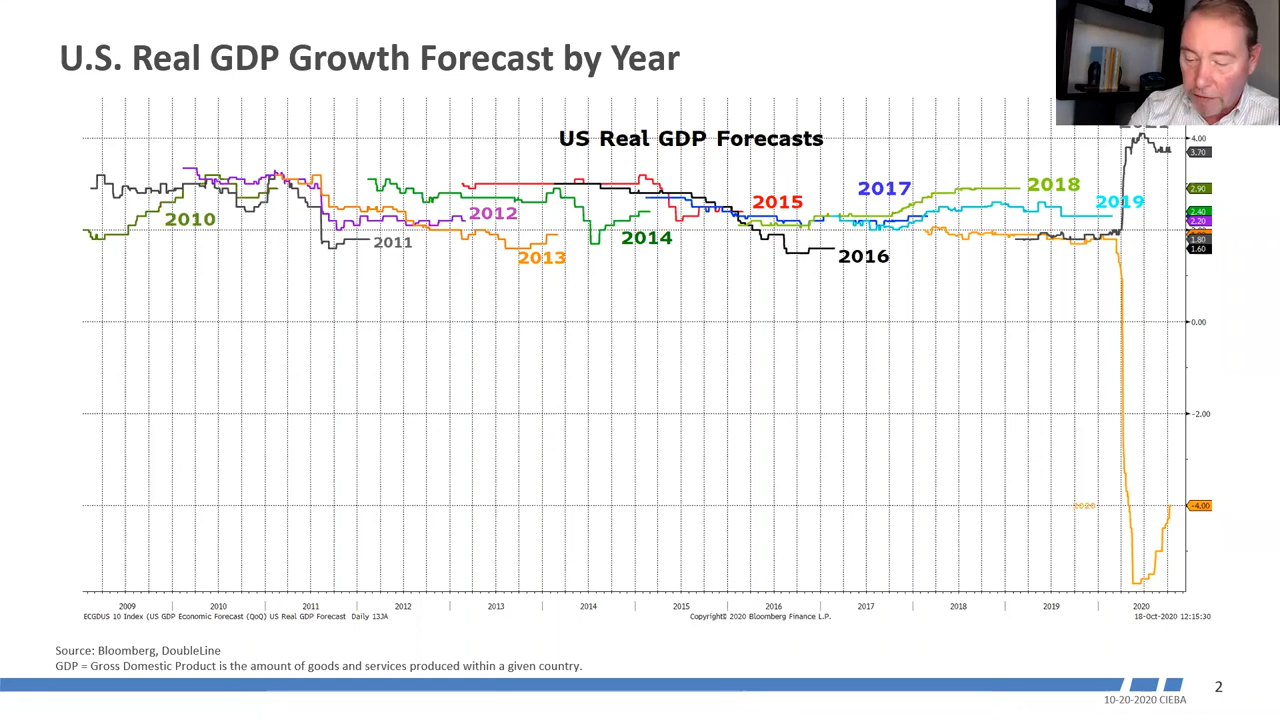 U.S. Real GDP Growth Forecast by Year
US Real GDP Forecasts
4.00
3.70
2.90
2.40
2.20
1.80
1.60
0.00
-2.00
-4.00
2010
2011
2012
2013
2014
2015
2016
2017
2018
2019
2020
2009 2010 2011 2012 2013 2014 2015 2016 2017 2018 2019 2020
ECGDUS 10 Index (US GDP Economic Forecast (QoQ) US Real GDP Forecast Daily 133A
Copyright© 2020 Bloomberg Finance L.P.
18-Oct-2020 12:15:30
Source: Bloomberg, DoubleLine
GDP = Gross Domestic Product is the amount of goods and services produced within a given country.
2
10-20-2020 CIEBA